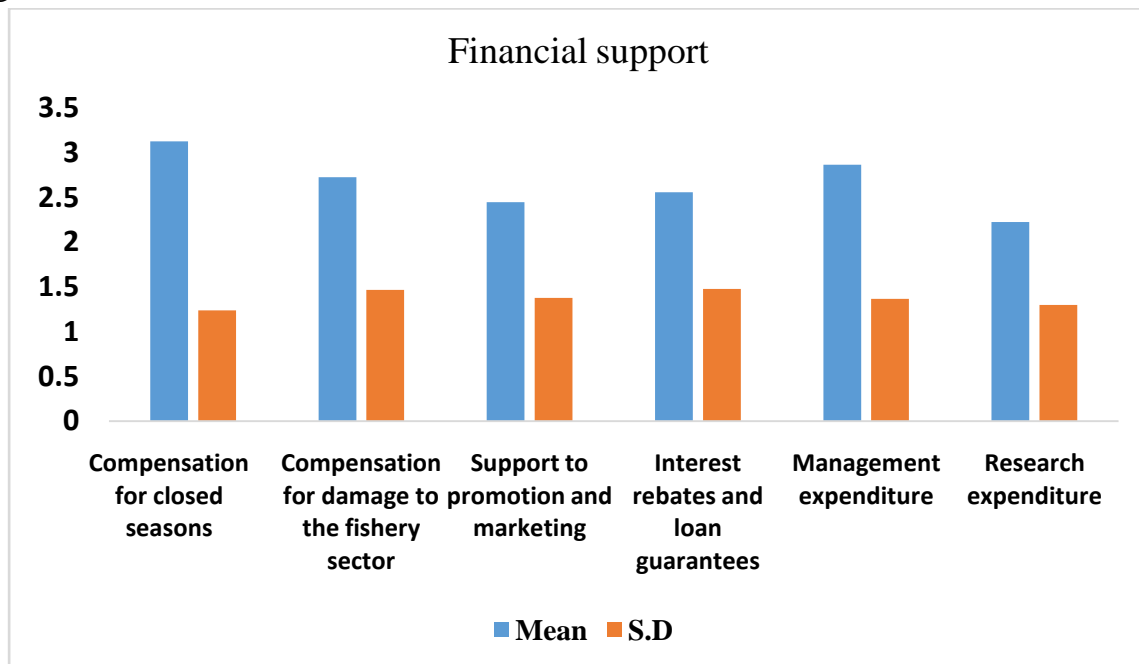 Financial support
3.5
3
2.5
2
1.5
1
0.5
0
Compensation
for closed
seasons
Compensation
for damage to
the fishery
sector
Support to
promotion and
marketing
Interest
rebates and
loan
guarantees
Management
expenditure
Research
expenditure
Mean S.D